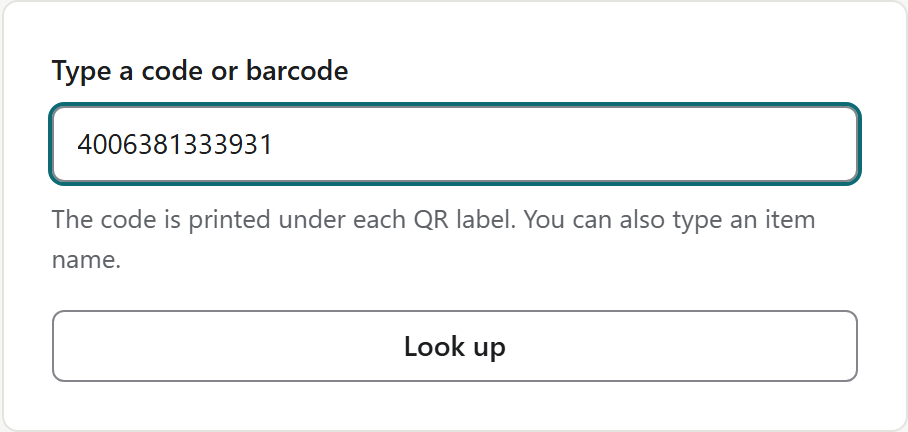 Type a code or barcode
4006381333931
The code is printed under each QR label. You can also type an item
name.
Look up